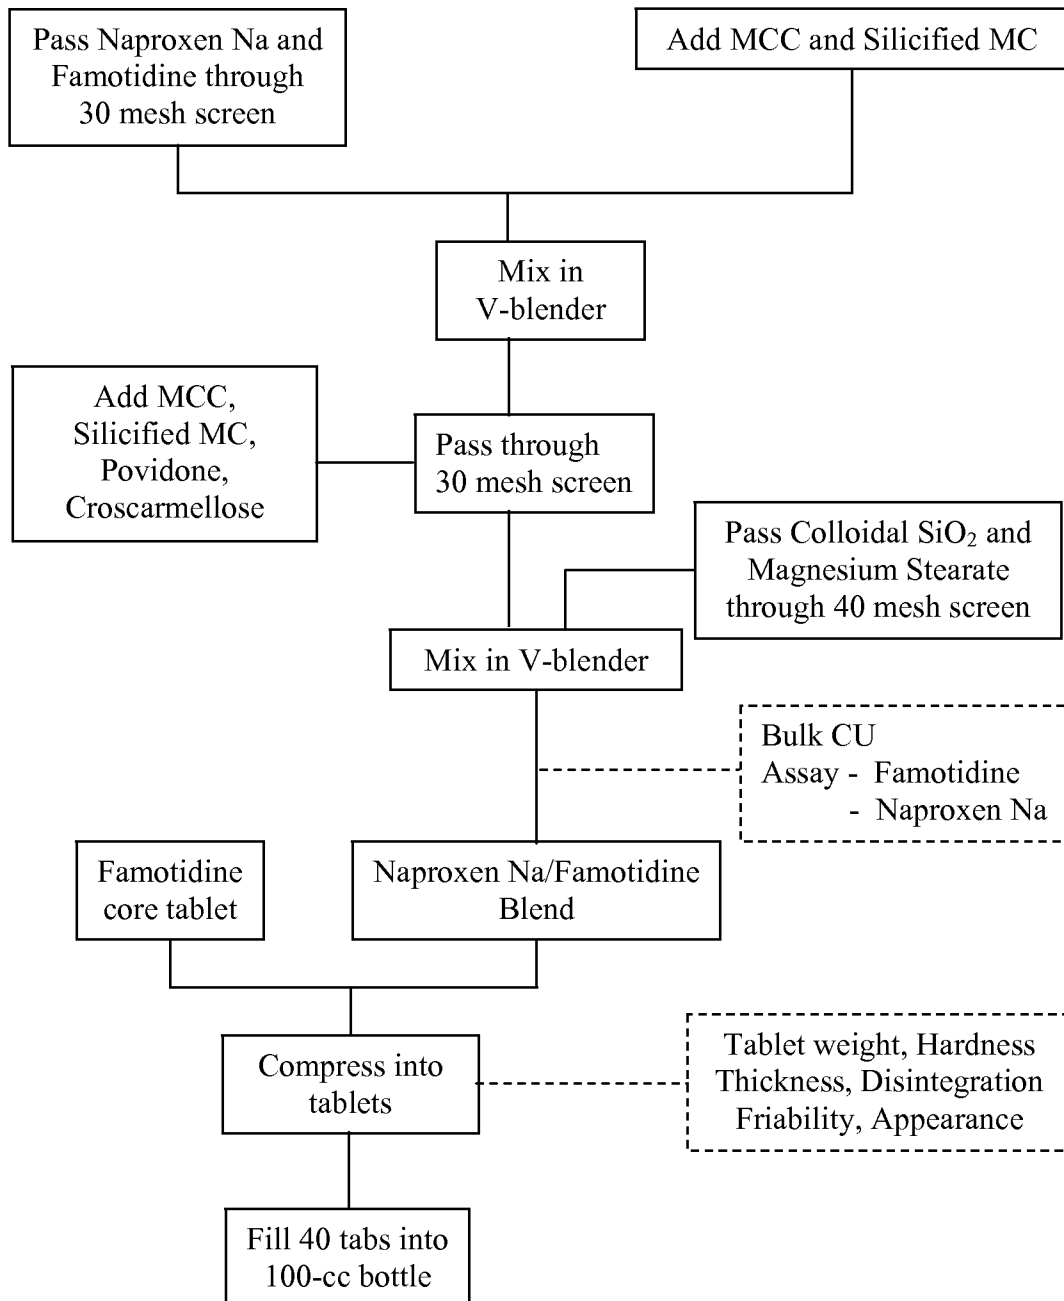 Pass Naproxen Na and
Famotidine through
30 mesh screen
Add MCC and Silicified MC
Mix in
V-blender
Add MCC,
Silicified MC,
Povidone,
Croscarmellose
Pass through
30 mesh screen
Pass Colloidal SiO₂ and
Magnesium Stearate
through 40 mesh screen
Mix in V-blender
Bulk CU
Assay - Famotidine
- Naproxen Na
Famotidine
core tablet
Naproxen Na/Famotidine
Blend
Compress into
tablets
Tablet weight, Hardness
Thickness, Disintegration
Friability, Appearance
Fill 40 tabs into
100-cc bottle